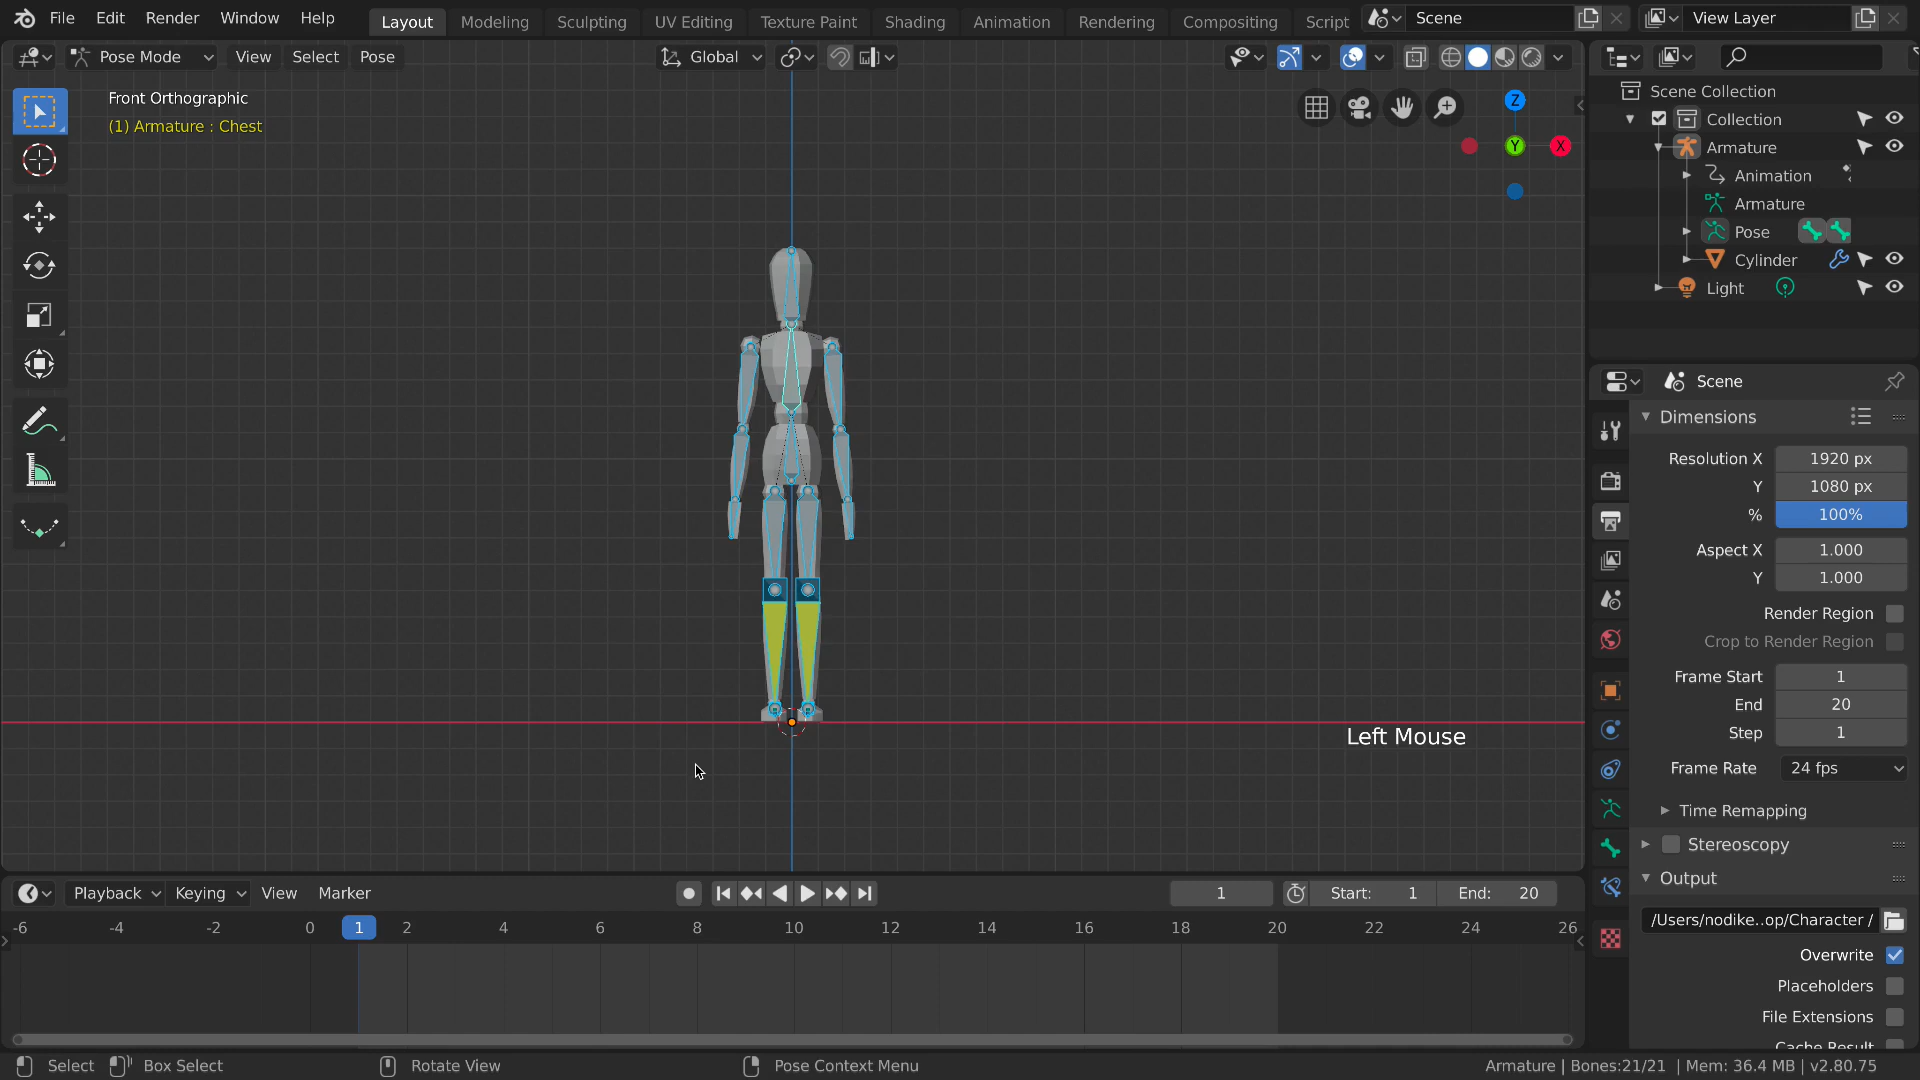 File Edit Render Window Help Layout Modeling Sculpting UV Editing Texture Paint Shading Animation Rendering Compositing Script Scene View Layer
Pose Mode View Select Pose Global
Front Orthographic
(1) Armature : Chest
Z
Y
X
Scene Collection
Collection
Armature
Animation
Armature
Pose
Cylinder
Light
Scene
Dimensions
Resolution X 1920 px
Y 1080 px
% 100%
Aspect X 1.000
Y 1.000
Render Region
Crop to Render Region
Frame Start 1
End 20
Step 1
Frame Rate 24 fps
Time Remapping
Stereoscopy
Output
/Users/nodike..op/Character /
Overwrite
Placeholders
File Extensions
Cache Result
Left Mouse
Playback Keying View Marker 1 Start: 1 End: 20
-6 -4 -2 0 1 2 4 6 8 10 12 14 16 18 20 22 24 26
Select Box Select Rotate View Pose Context Menu Armature | Bones:21/21 | Mem: 36.4 MB | v2.80.75